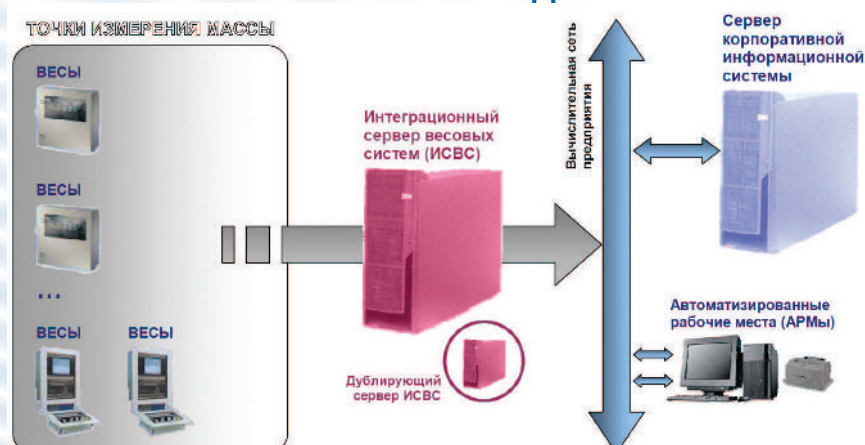 ТОЧКИ ИЗМЕРЕНИЯ МАССЫ
ВЕСЫ
ВЕСЫ
...
ВЕСЫ
ВЕСЫ
Интеграционный
сервер весовых
систем (ИСВС)
Дублирующий
сервер ИСВС
Вычислительная сеть
предприятия
Сервер
корпоративной
информационной
системы
Автоматизированные
рабочие места (АРМы)